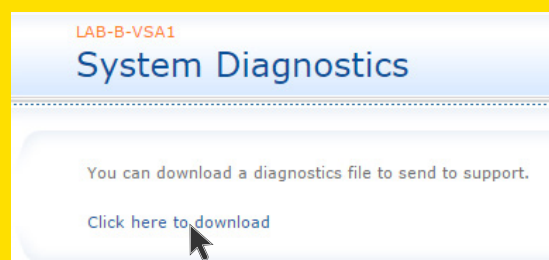 LAB-B-VSA1
System Diagnostics
You can download a diagnostics file to send to support.
Click here to download